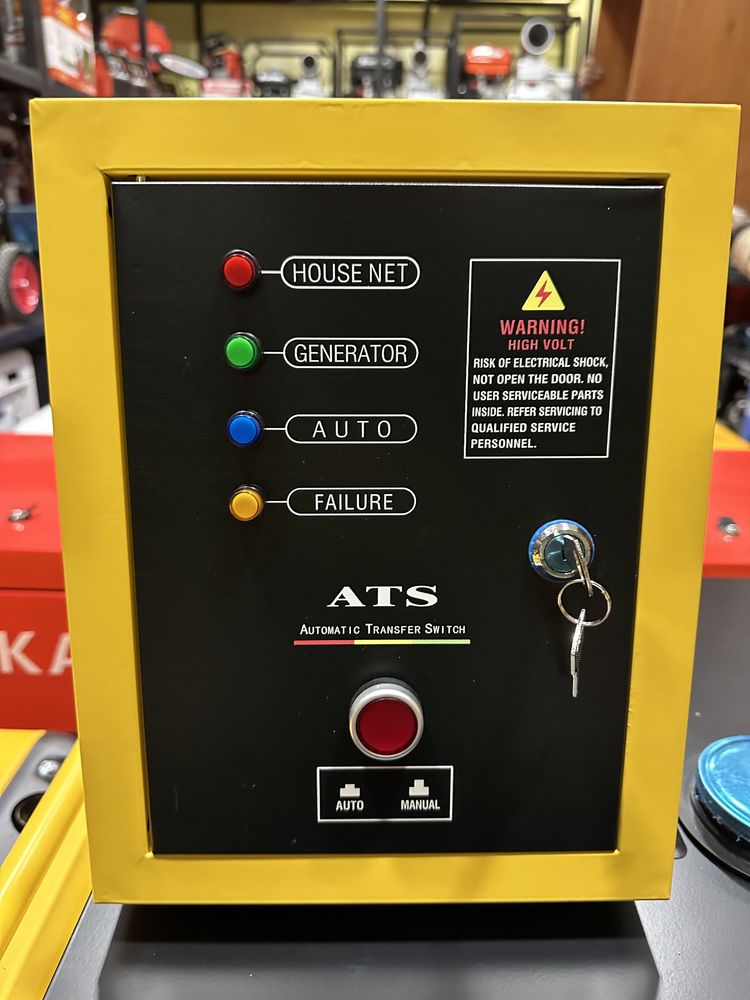 HOUSE NET
GENERATOR
AUTO
FAILURE
WARNING!
HIGH VOLT
RISK OF ELECTRICAL SHOCK,
NOT OPEN THE DOOR. NO
USER SERVICEABLE PARTS
INSIDE. REFER SERVICING TO
QUALIFIED SERVICE
PERSONNEL.
ATS
AUTOMATIC TRANSFER SWITCH
AUTO MANUAL
KA